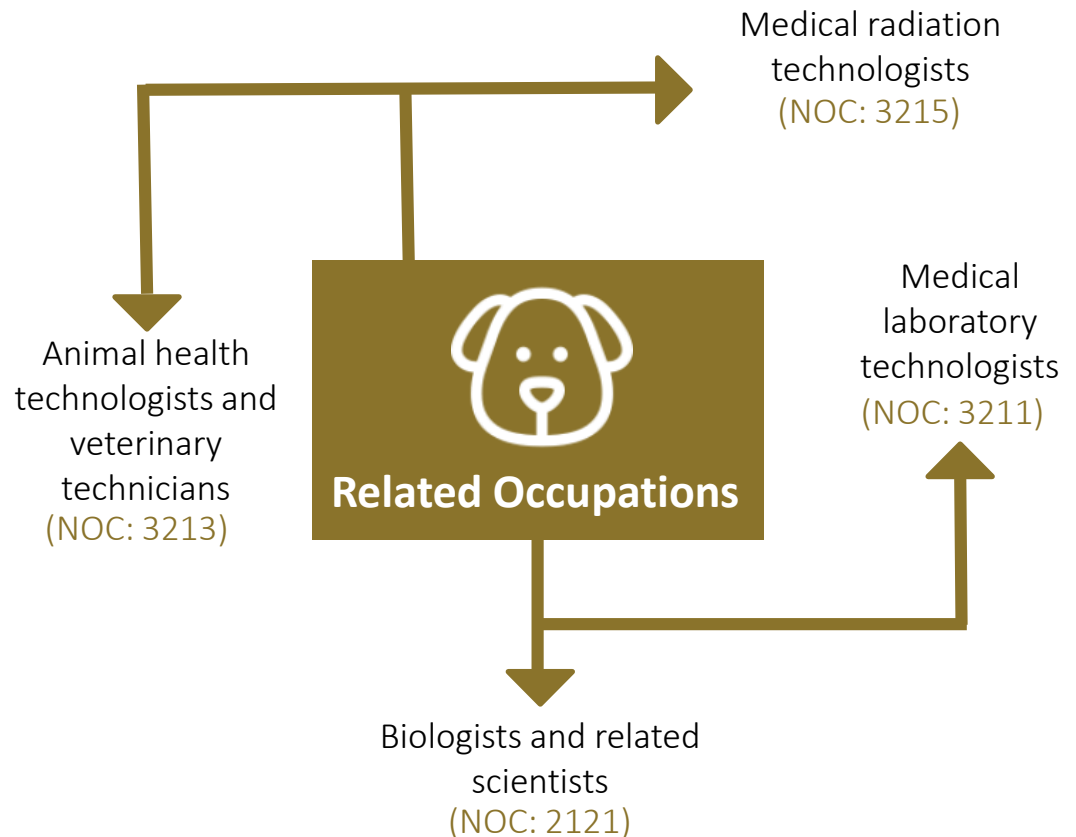 Medical radiation
technologists
(NOC: 3215)
Medical
laboratory
technologists
(NOC: 3211)
Animal health
technologists and
veterinary
technicians
(NOC: 3213)
Related Occupations
Biologists and related
scientists
(NOC: 2121)